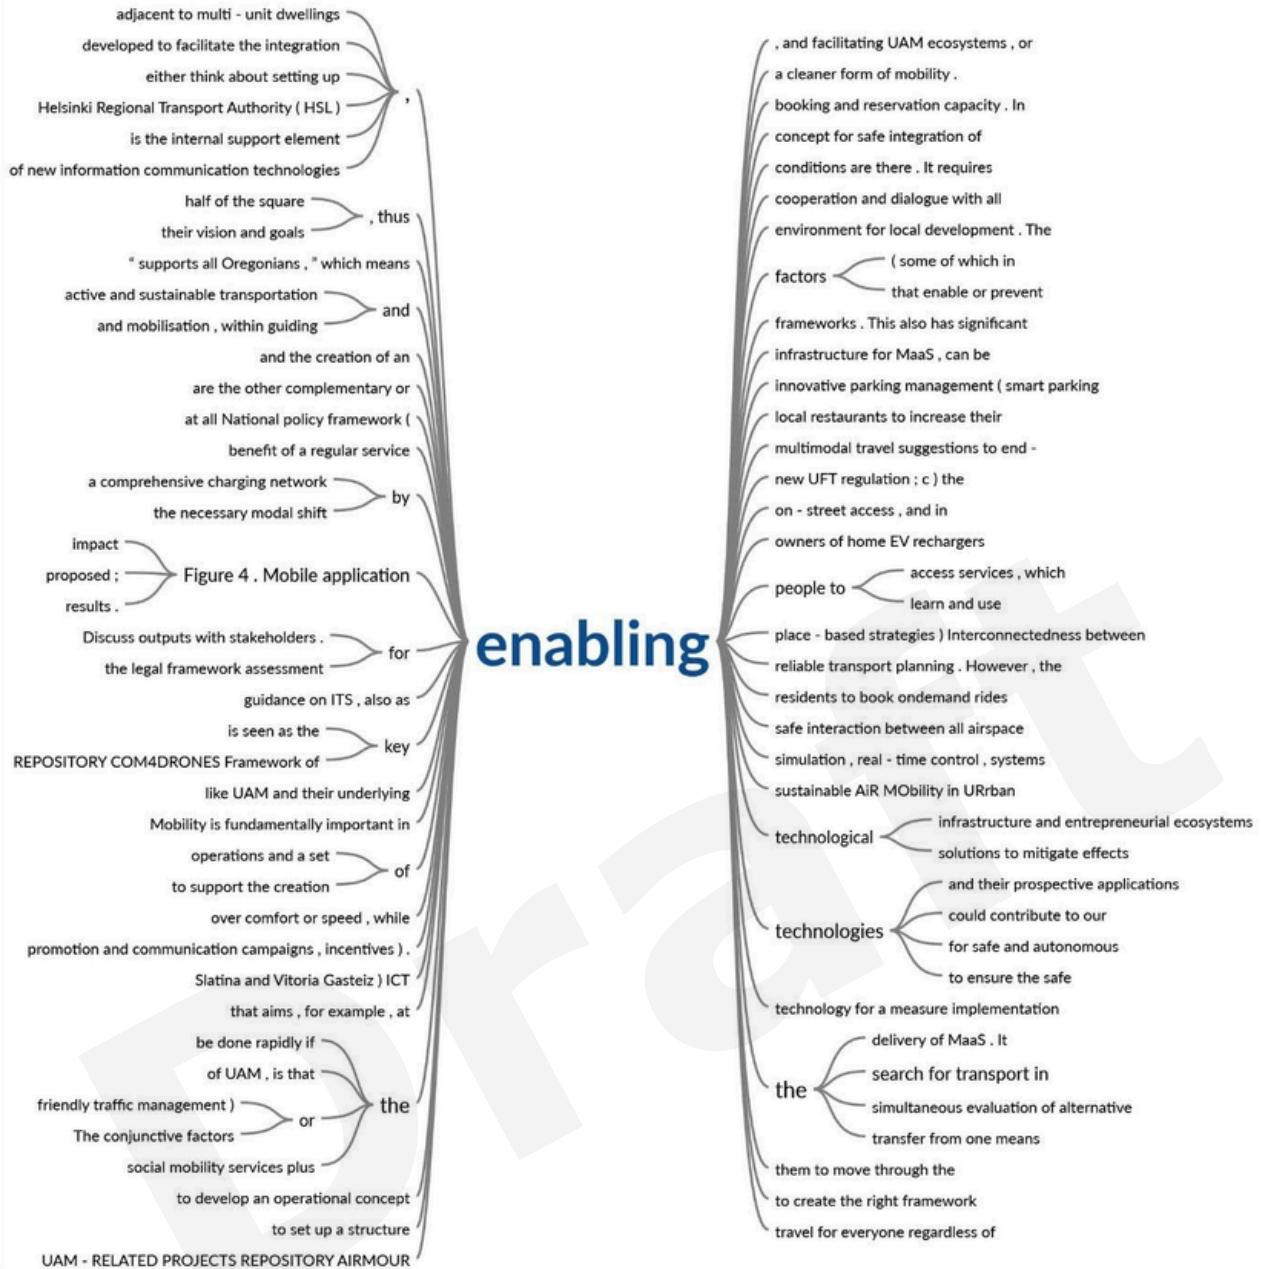 adjacent to multi - unit dwellings
developed to facilitate the integration
either think about setting up
Helsinki Regional Transport Authority ( HSL )
is the internal support element
of new information communication technologies
,
half of the square
their vision and goals
, thus
“ supports all Oregonians , ” which means
active and sustainable transportation
and mobilisation , within guiding
and
and the creation of an
are the other complementary or
at all National policy framework (
benefit of a regular service
a comprehensive charging network
the necessary modal shift
by
impact
proposed ;
results .
Figure 4 . Mobile application
Discuss outputs with stakeholders .
the legal framework assessment
for
guidance on ITS , also as
is seen as the
REPOSITORY COM4DRONES Framework of
key
like UAM and their underlying
Mobility is fundamentally important in
operations and a set
to support the creation
of
over comfort or speed , while
promotion and communication campaigns , incentives ) .
Slatina and Vitoria Gasteiz ) ICT
that aims , for example , at
be done rapidly if
of UAM , is that
friendly traffic management )
The conjunctive factors
or
social mobility services plus
the
to develop an operational concept
to set up a structure
UAM - RELATED PROJECTS REPOSITORY AIRMOUR
enabling
, and facilitating UAM ecosystems , or
a cleaner form of mobility .
booking and reservation capacity . In
concept for safe integration of
conditions are there . It requires
cooperation and dialogue with all
environment for local development . The
factors
( some of which in
that enable or prevent
frameworks . This also has significant
infrastructure for MaaS , can be
innovative parking management ( smart parking
local restaurants to increase their
multimodal travel suggestions to end -
new UFT regulation ; c ) the
on - street access , and in
owners of home EV rechargers
people to
access services , which
learn and use
place - based strategies ) Interconnectedness between
reliable transport planning . However , the
residents to book ondemand rides
safe interaction between all airspace
simulation , real - time control , systems
sustainable AiR MObility in URrban
technological
infrastructure and entrepreneurial ecosystems
solutions to mitigate effects
technologies
and their prospective applications
could contribute to our
for safe and autonomous
to ensure the safe
technology for a measure implementation
the
delivery of MaaS . It
search for transport in
simultaneous evaluation of alternative
transfer from one means
them to move through the
to create the right framework
travel for everyone regardless of
Draft